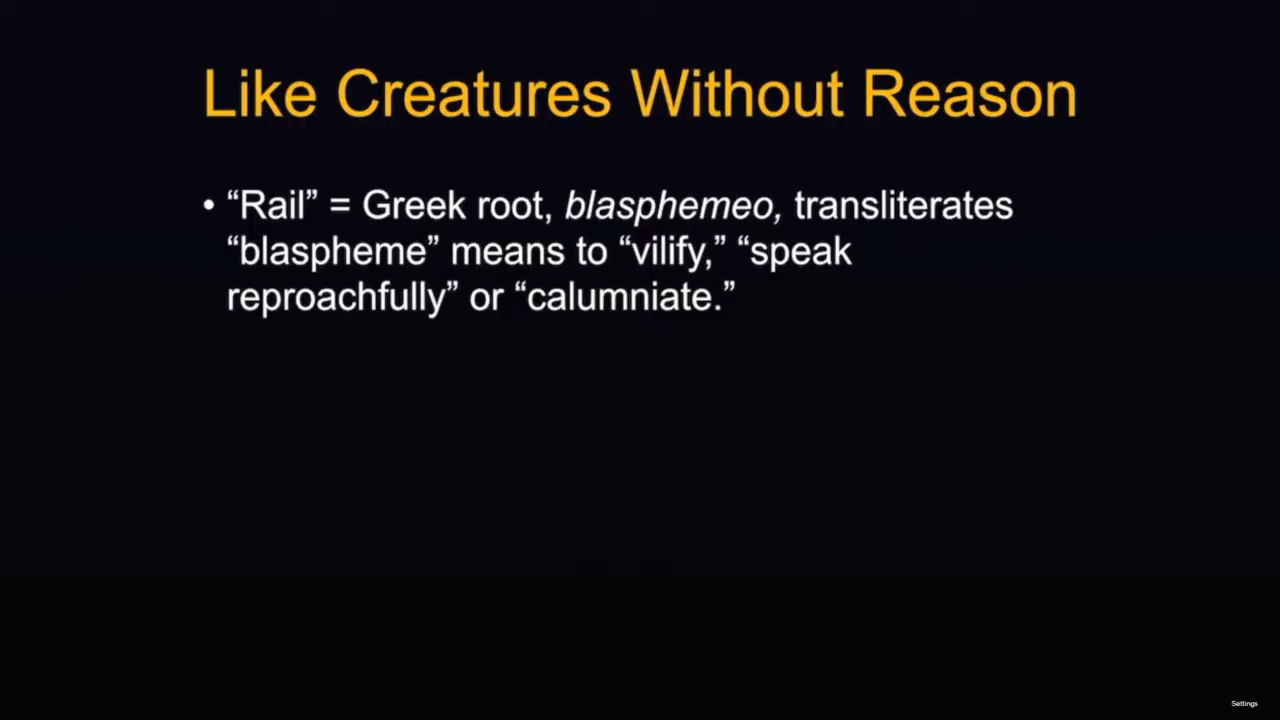 Like Creatures Without Reason
• “Rail” = Greek root, blasphemeo, transliterates
“blaspheme” means to “vilify,” “speak
reproachfully” or “calumniate.”
Settings